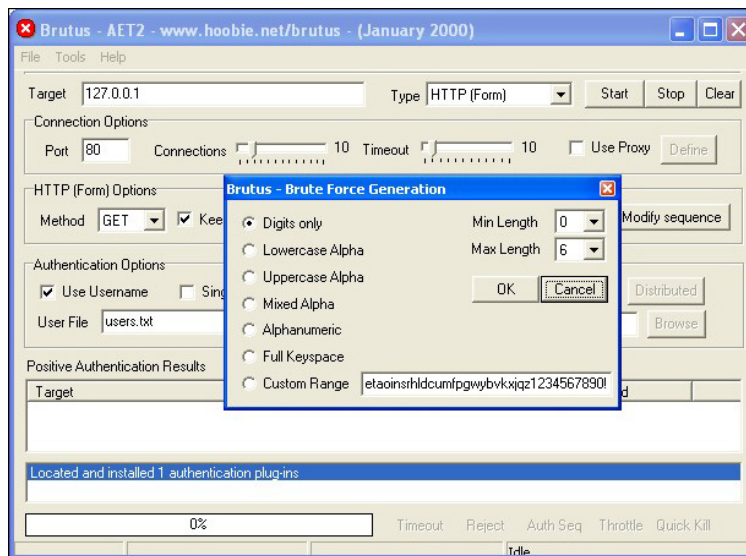 Brutus - AET2 - www.hoobie.net/brutus - (January 2000)
File Tools Help
Target 127.0.0.1 Type HTTP (Form) Start Stop Clear
Connection Options
Port 80 Connections 10 Timeout 10 Use Proxy Define
HTTP (Form) Options
Method GET Kee Modify sequence
Brutus - Brute Force Generation
Digits only Min Length 0
Lowercase Alpha Max Length 6
Uppercase Alpha
OK Cancel
Mixed Alpha
Alphanumeric
Full Keyspace
Custom Range etaoinsrhldcumfpgwybvkxjqz1234567890!
Authentication Options
Use Username Sing Distributed
User File users.txt Browse
Positive Authentication Results
Target d
Located and installed 1 authentication plug-ins
0% Timeout Reject Auth Seq Throttle Quick Kill
Idle